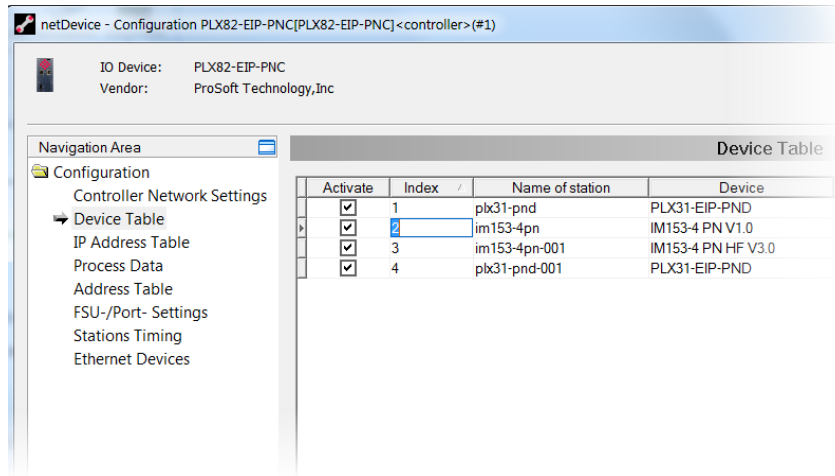 netDevice - Configuration PLX82-EIP-PNC[PLX82-EIP-PNC]<controller>(#1)
IO Device: PLX82-EIP-PNC
Vendor: ProSoft Technology,Inc
Navigation Area
Device Table
Configuration
Controller Network Settings
Device Table
IP Address Table
Process Data
Address Table
FSU-/Port- Settings
Stations Timing
Ethernet Devices
Activate Index / Name of station Device
1 plx31-pnd PLX31-EIP-PND
2 im153-4pn IM153-4 PN V1.0
3 im153-4pn-001 IM153-4 PN HF V3.0
4 plx31-pnd-001 PLX31-EIP-PND